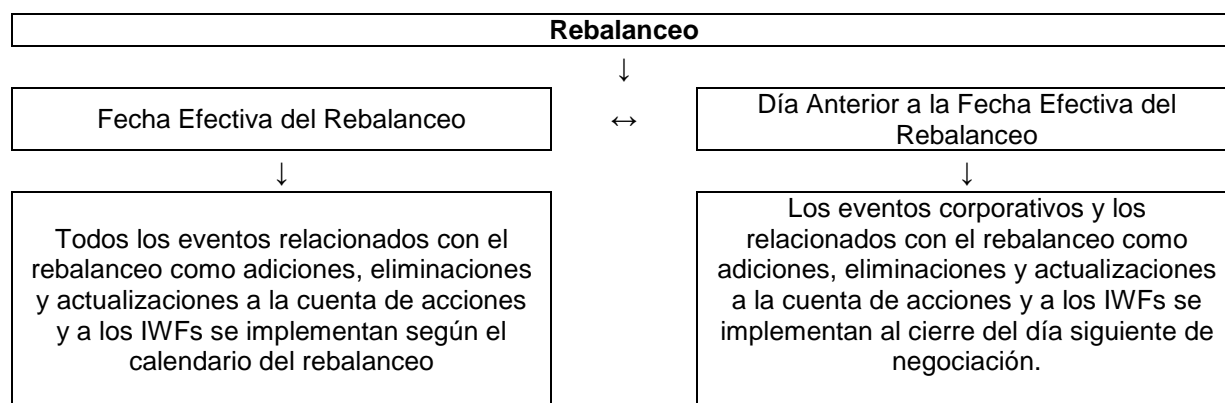 Rebalanceo
↓
Fecha Efectiva del Rebalanceo
↔
Día Anterior a la Fecha Efectiva del
Rebalanceo
↓
↓
Todos los eventos relacionados con el
rebalanceo como adiciones, eliminaciones
y actualizaciones a la cuenta de acciones
y a los IWFs se implementan según el
calendario del rebalanceo
Los eventos corporativos y los
relacionados con el rebalanceo como
adiciones, eliminaciones y actualizaciones
a la cuenta de acciones y a los IWFs se
implementan al cierre del día siguiente de
negociación.